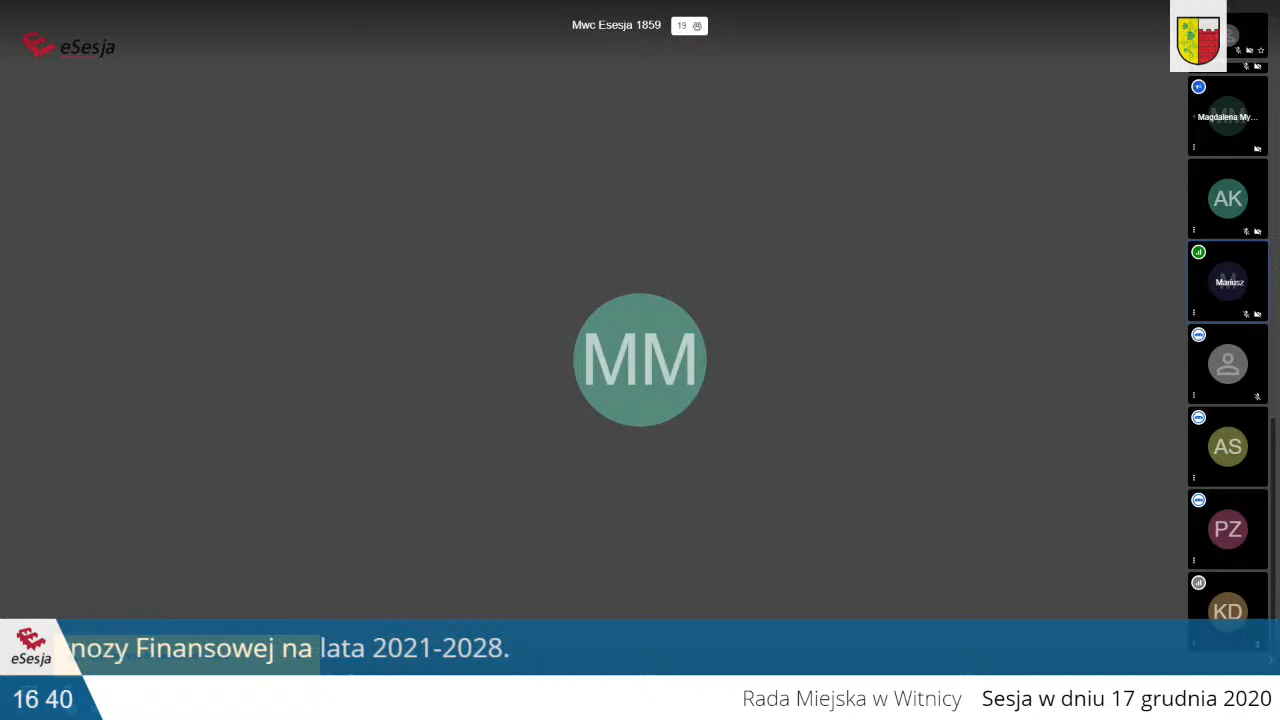 Mwc Esesja 1859 19
eSesja
Magdalena My...
AK
Mariusz
MM
AS
PZ
KD
nozy Finansowej na lata 2021-2028.
eSesja
16 40
Rada Miejska w Witnicy Sesja w dniu 17 grudnia 2020